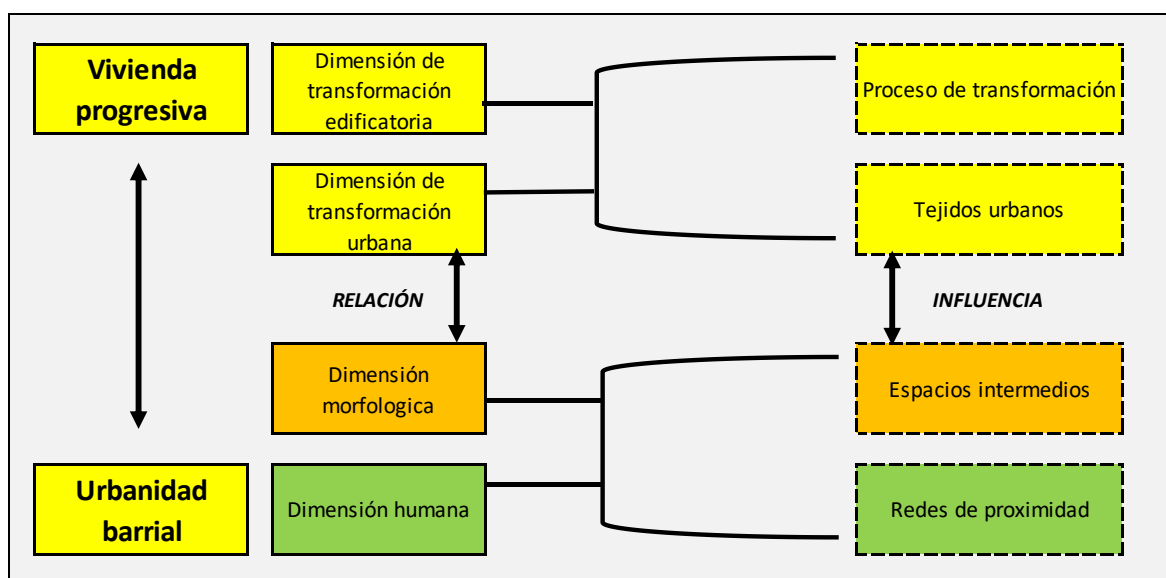 Vivienda
progresiva
Dimensión de
transformación
edificatoria
Proceso de transformación
Dimensión de
transformación
urbana
Tejidos urbanos
RELACIÓN
INFLUENCIA
Dimensión
morfologica
Espacios intermedios
Urbanidad
barrial
Dimensión humana
Redes de proximidad